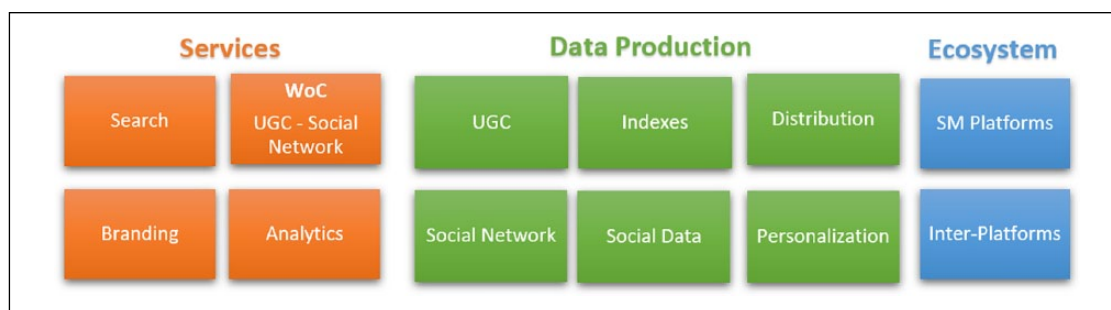 Services
Data Production
Ecosystem
Search
WoC
UGC - Social
Network
UGC
Indexes
Distribution
SM Platforms
Branding
Analytics
Social Network
Social Data
Personalization
Inter-Platforms